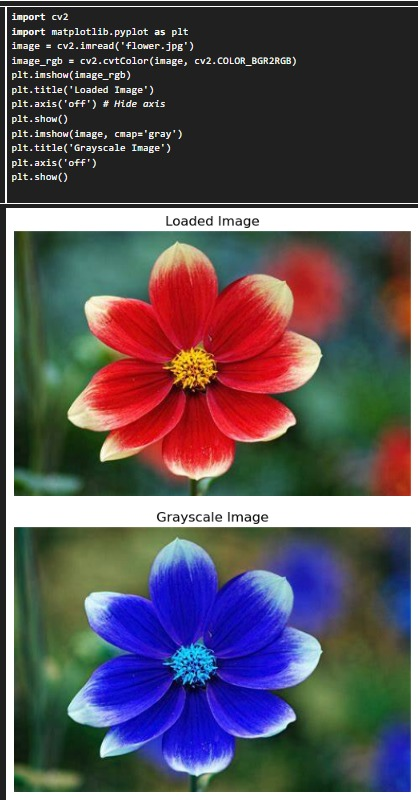 import cv2
import matplotlib.pyplot as plt
image = cv2.imread('flower.jpg')
image_rgb = cv2.cvtColor(image, cv2.COLOR_BGR2RGB)
plt.imshow(image_rgb)
plt.title('Loaded Image')
plt.axis('off') # Hide axis
plt.show()
plt.imshow(image, cmap='gray')
plt.title('Grayscale Image')
plt.axis('off')
plt.show()
Loaded Image
Grayscale Image